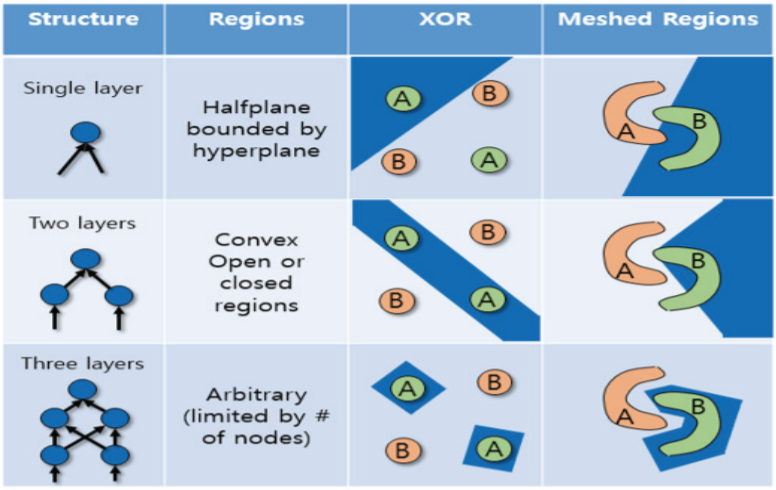 Structure
Regions
XOR
Meshed Regions
Single layer
Halfplane
bounded by
hyperplane
A
B
B
A
A
B
Two layers
Convex
Open or
closed
regions
A
B
B
A
A
B
Three layers
Arbitrary
(limited by #
of nodes)
A
B
B
A
A
B